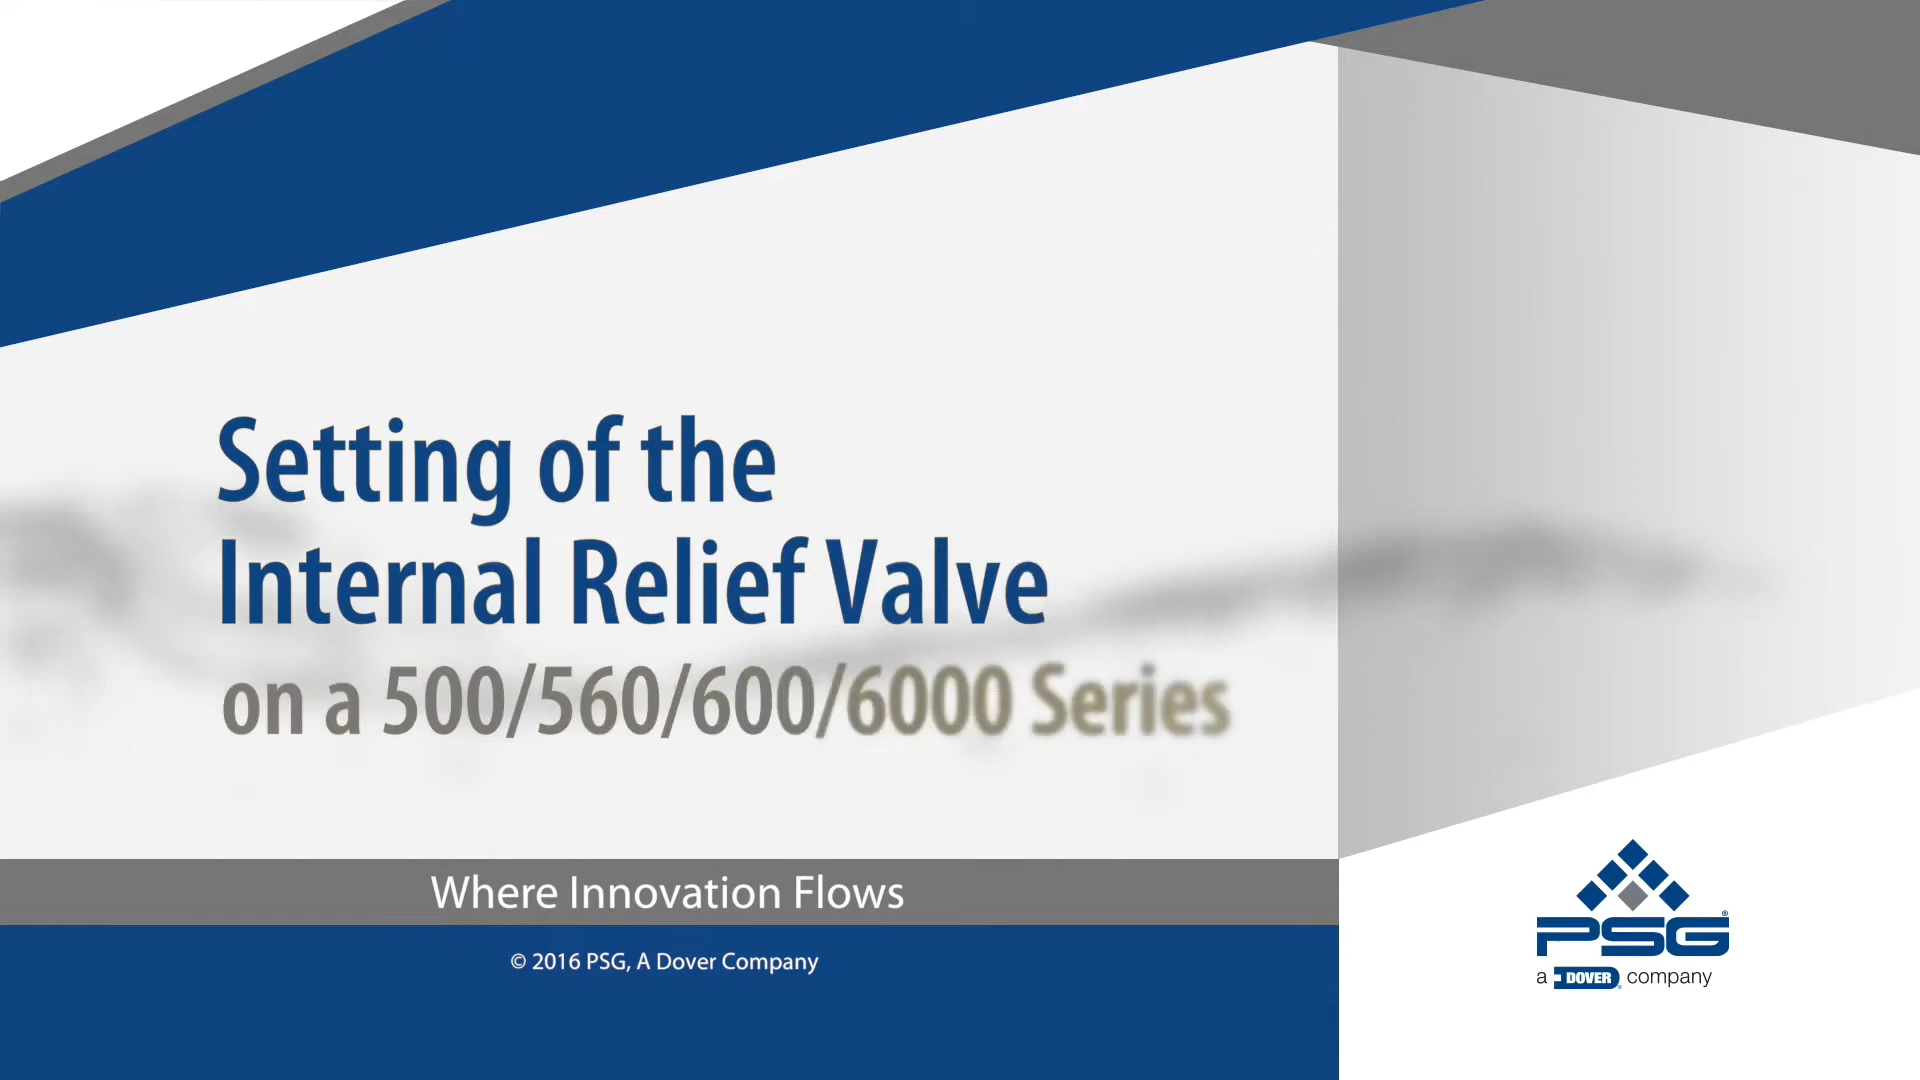 Setting of the
Internal Relief Valve
on a 500/560/600/6000 Series
Where Innovation Flows
© 2016 PSG, A Dover Company
PSG®
a DOVER® company